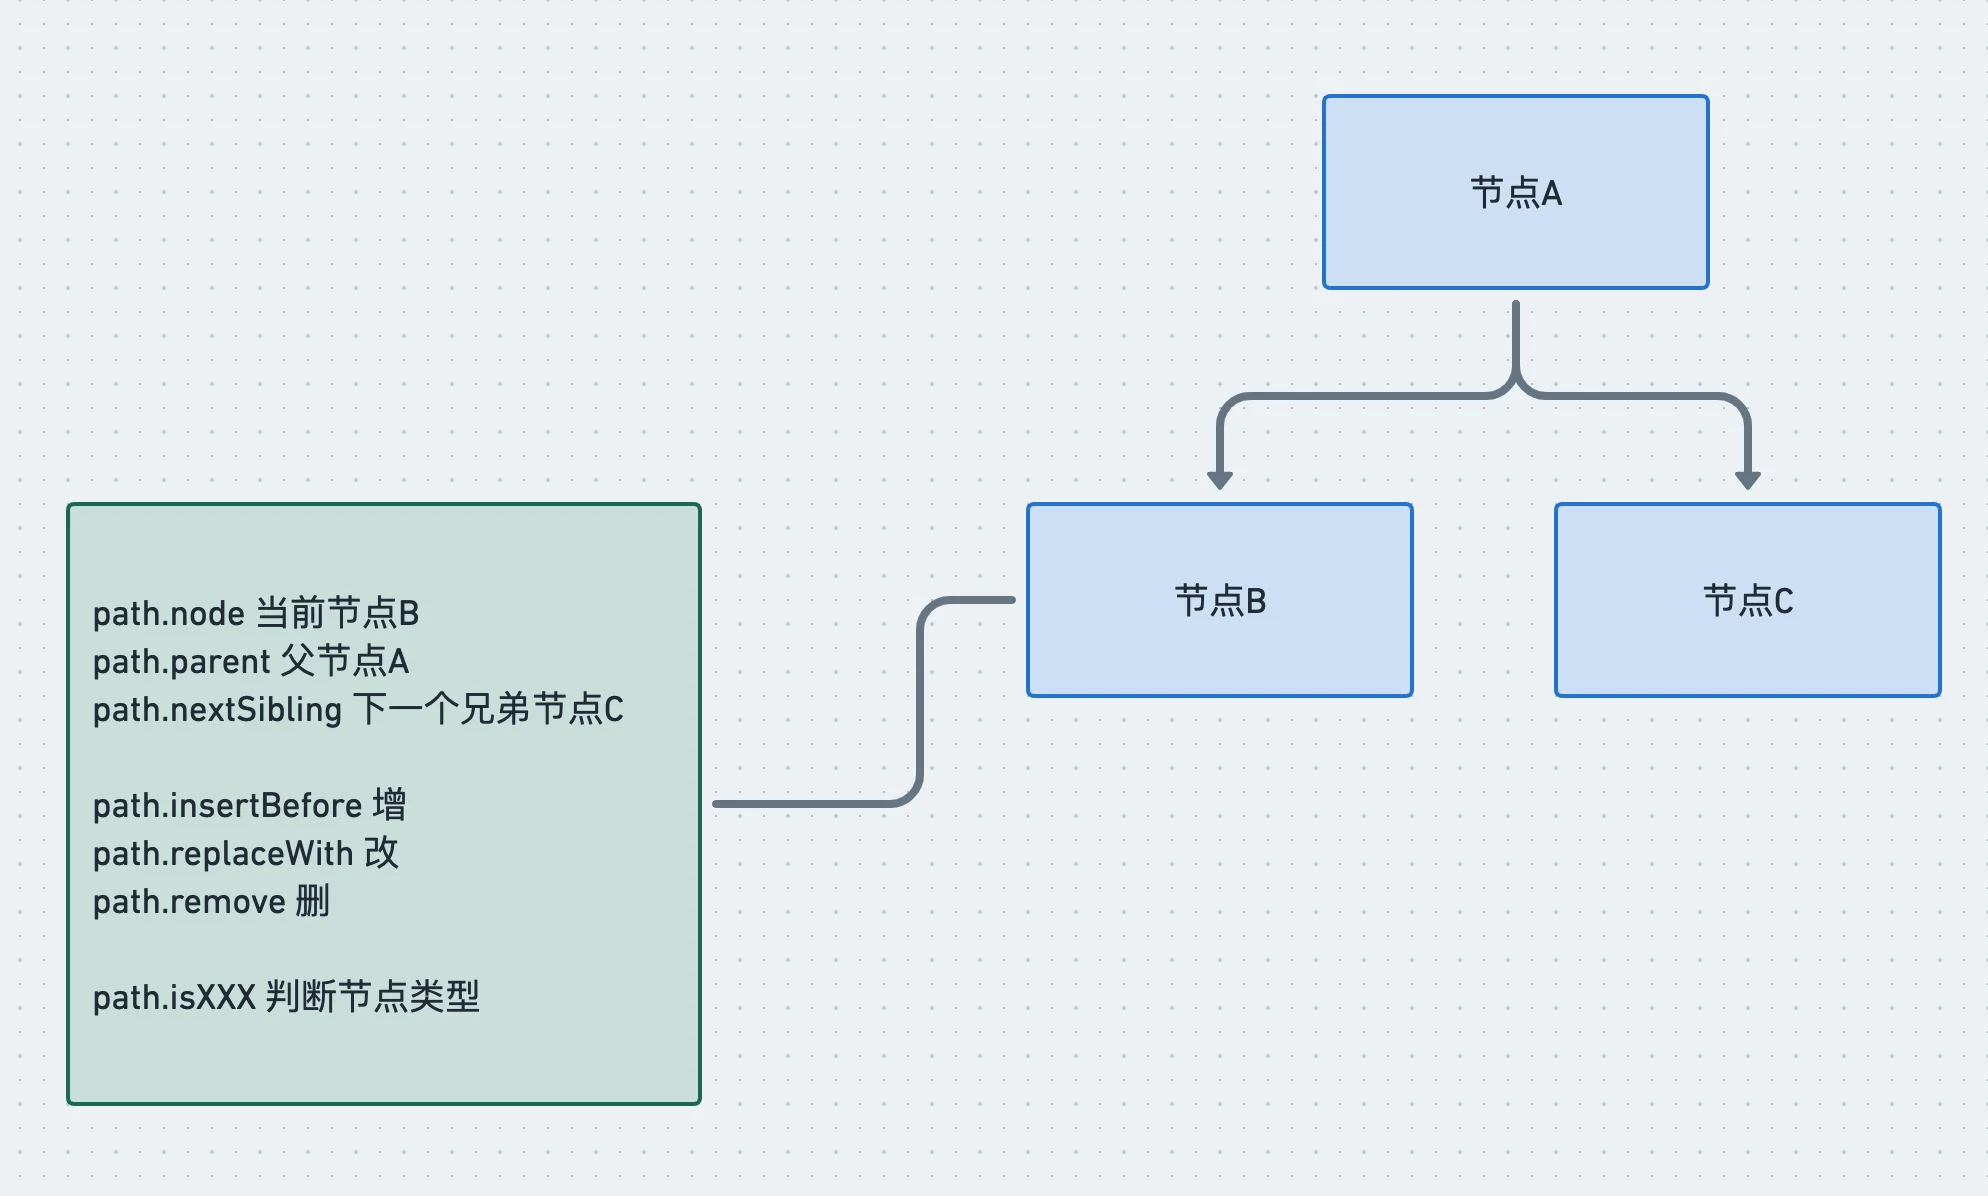 节点A
节点B
节点C
path.node 当前节点B
path.parent 父节点A
path.nextSibling 下一个兄弟节点C
path.insertBefore 增
path.replaceWith 改
path.remove 删
path.isXXX 判断节点类型